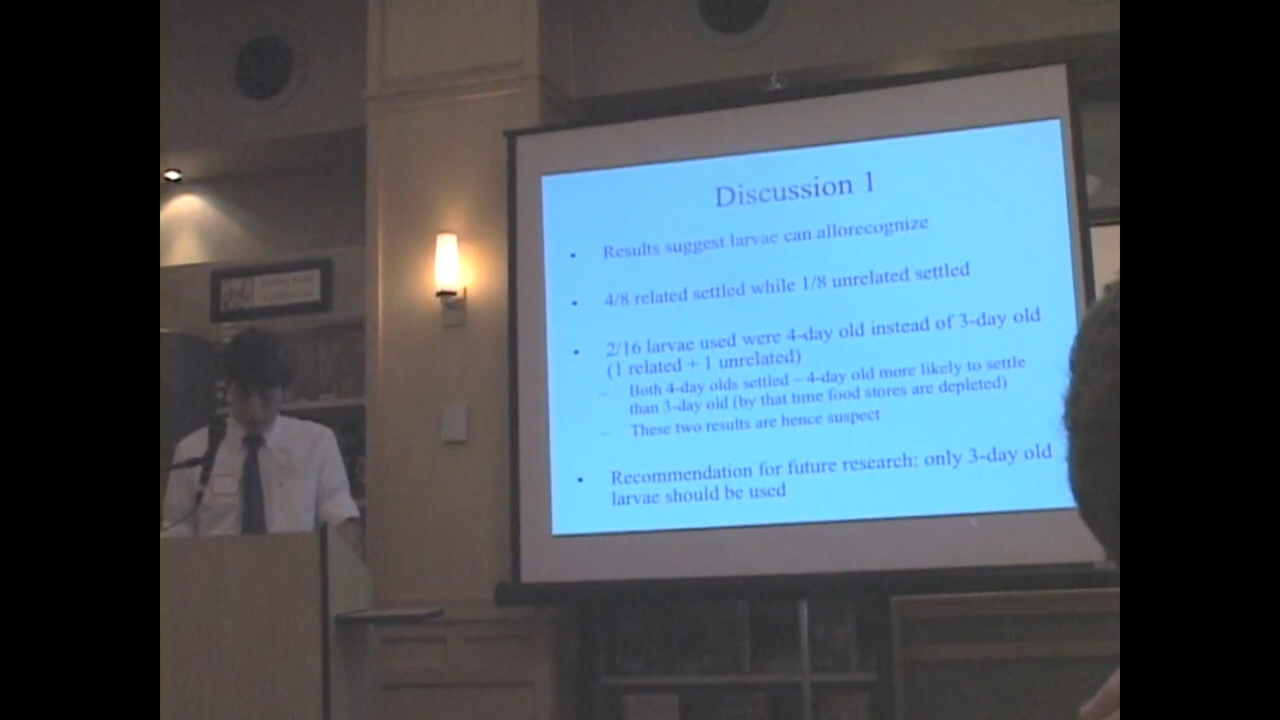 Discussion 1
• Results suggest larvae can allorecognize
• 4/8 related settled while 1/8 unrelated settled
• 2/16 larvae used were 4-day old instead of 3-day old
(1 related + 1 unrelated)
– Both 4-day olds settled – 4-day old more likely to settle
than 3-day old (by that time food stores are depleted)
– These two results are hence suspect
• Recommendation for future research: only 3-day old
larvae should be used